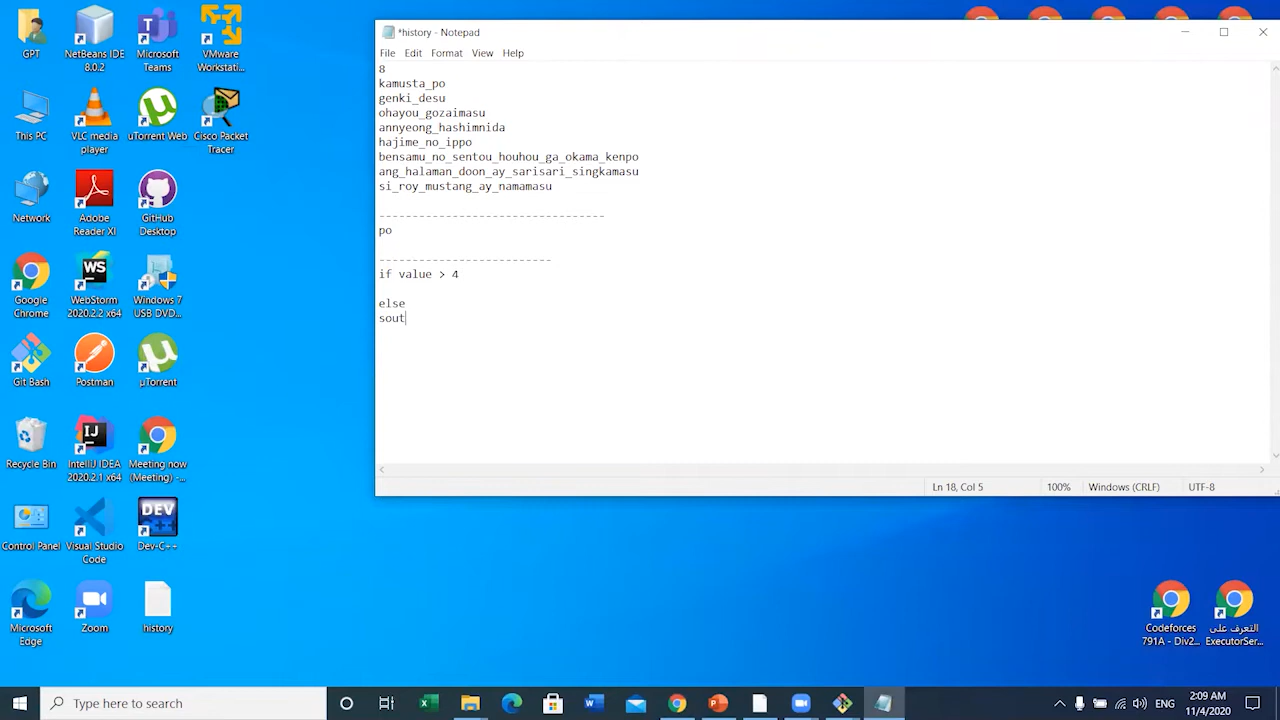 GPT
NetBeans IDE
8.0.2
Microsoft
Teams
VMware
Workstati...
This PC
VLC media
player
uTorrent Web
Cisco Packet
Tracer
Network
Adobe
Reader XI
GitHub
Desktop
Google
Chrome
WebStorm
2020.2.2 x64
Windows 7
USB DVD...
Git Bash
Postman
µTorrent
Recycle Bin
IntelliJ IDEA
2020.2.1 x64
Meeting now
(Meeting) -...
Control Panel
Visual Studio
Code
Dev-C++
Microsoft
Edge
Zoom
history
*history - Notepad
File Edit Format View Help
8
kamusta_po
genki_desu
ohayou_gozaimasu
annyeong_hashimnida
hajime_no_ippo
bensamu_no_sentou_houhou_ga_okama_kenpo
ang_halaman_doon_ay_sarisari_singkamasu
si_roy_mustang_ay_namamasu
----------------------------------
po
--------------------------
if value > 4
else
sout
Ln 18, Col 5 100% Windows (CRLF) UTF-8
Codeforces
791A - Div2...
التعرف على
ExecutorSer...
Type here to search
ENG
2:09 AM
11/4/2020